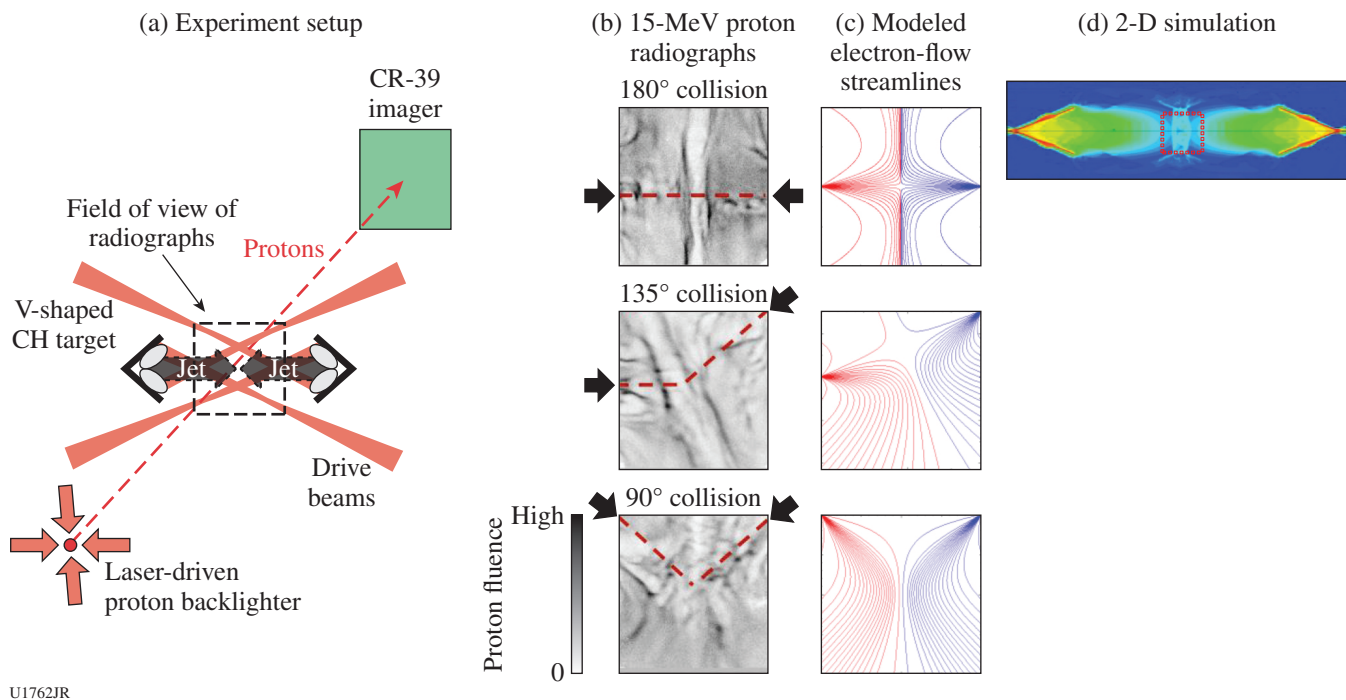 (a) Experiment setup
CR-39
imager
Field of view of
radiographs
Protons
V-shaped
CH target
Jet
Jet
Drive
beams
Laser-driven
proton backlighter
(b) 15-MeV proton
radiographs
180° collision
135° collision
90° collision
High
Proton fluence
0
(c) Modeled
electron-flow
streamlines
(d) 2-D simulation
U1762JR